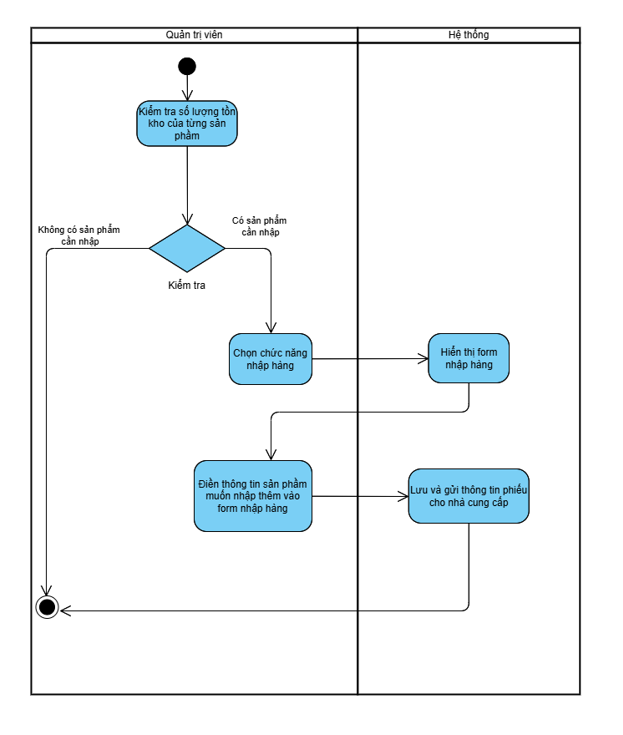 Quản trị viên
Hệ thống
Kiểm tra số lượng tồn
kho của từng sản
phẩm
Không có sản phẩm
cần nhập
Có sản phẩm
cần nhập
Kiểm tra
Chọn chức năng
nhập hàng
Hiển thị form
nhập hàng
Điền thông tin sản phẩm
muốn nhập thêm vào
form nhập hàng
Lưu và gửi thông tin phiếu
cho nhà cung cấp